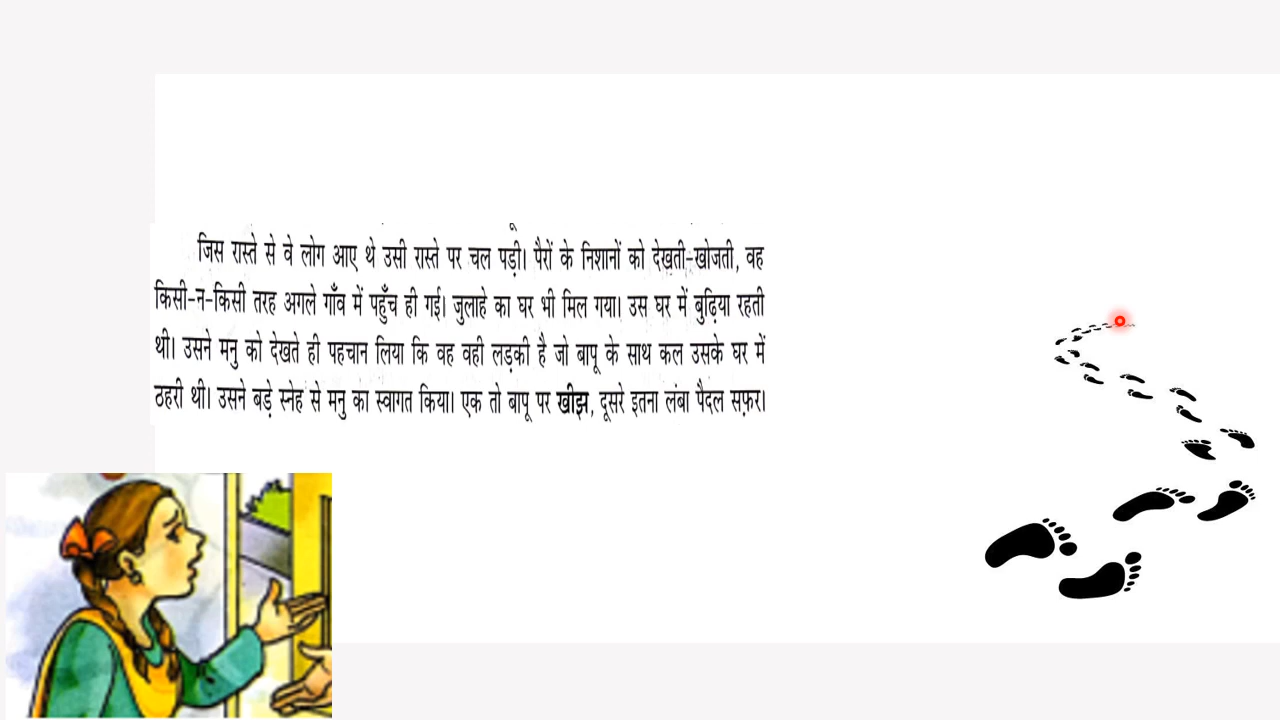 जिस रास्ते से वे लोग आए थे उसी रास्ते पर चल पड़ी। पैरों के निशानों को देखती-खोजती, वह
किसी-न-किसी तरह अगले गाँव में पहुँच ही गई। जुलाहे का घर भी मिल गया। उस घर में बुढ़िया रहती
थी। उसने मनु को देखते ही पहचान लिया कि वह वही लड़की है जो बापू के साथ कल उसके घर में
ठहरी थी। उसने बड़े स्नेह से मनु का स्वागत किया। एक तो बापू पर खीझ, दूसरे इतना लंबा पैदल सफ़र।